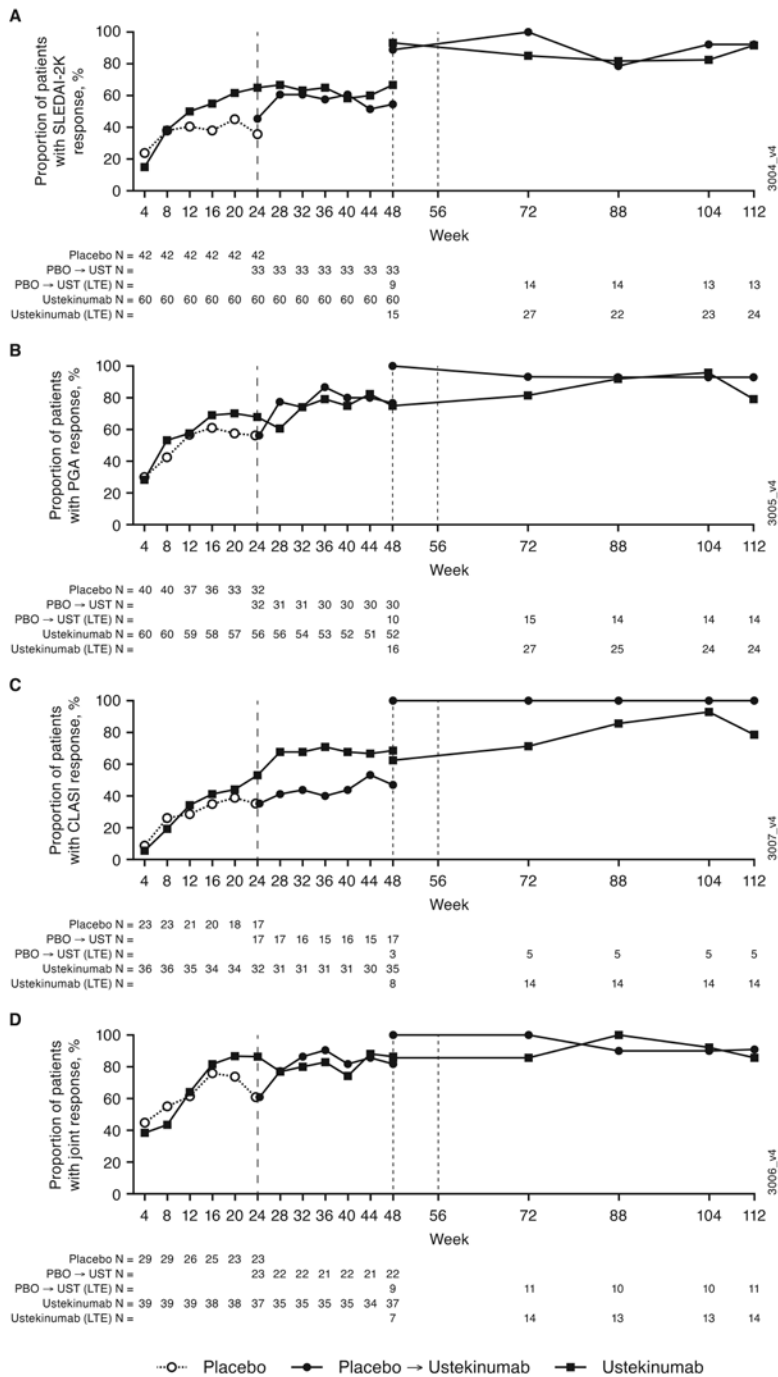 A
Proportion of patients
with SLEDAI-2K
response, %
100
80
60
40
20
0
4 8 12 16 20 24 28 32 36 40 44 48 56 72 88 104 112
Week
3004_v4
Placebo N = 42 42 42 42 42 42
PBO → UST N = 33 33 33 33 33 33 33
PBO → UST (LTE) N = 9 14 14 13 13
Ustekinumab N = 60 60 60 60 60 60 60 60 60 60 60 60
Ustekinumab (LTE) N = 15 27 22 23 24
B
Proportion of patients
with PGA response, %
100
80
60
40
20
0
4 8 12 16 20 24 28 32 36 40 44 48 56 72 88 104 112
Week
3005_v4
Placebo N = 40 40 37 36 33 32
PBO → UST N = 32 31 31 30 30 30 30
PBO → UST (LTE) N = 10 15 14 14 14
Ustekinumab N = 60 60 59 58 57 56 56 54 53 52 51 52
Ustekinumab (LTE) N = 16 27 25 24 24
C
Proportion of patients
with CLASI response, %
100
80
60
40
20
0
4 8 12 16 20 24 28 32 36 40 44 48 56 72 88 104 112
Week
3007_v4
Placebo N = 23 23 21 20 18 17
PBO → UST N = 17 17 16 15 16 15 17
PBO → UST (LTE) N = 3 5 5 5 5
Ustekinumab N = 36 36 35 34 34 32 31 31 31 31 30 35
Ustekinumab (LTE) N = 8 14 14 14 14
D
Proportion of patients
with joint response, %
100
80
60
40
20
0
4 8 12 16 20 24 28 32 36 40 44 48 56 72 88 104 112
Week
3006_v4
Placebo N = 29 29 26 25 23 23
PBO → UST N = 23 22 22 21 22 21 22
PBO → UST (LTE) N = 9 11 10 10 11
Ustekinumab N = 39 39 39 38 38 37 35 35 35 35 34 37
Ustekinumab (LTE) N = 7 14 13 13 14
Placebo Placebo → Ustekinumab Ustekinumab